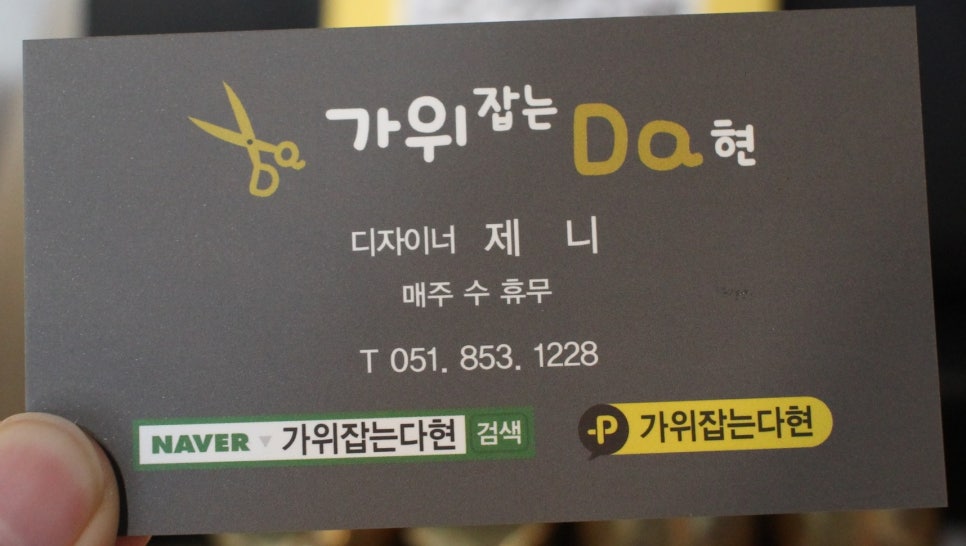 가위잡는 Da현
디자이너 제 니
매주 수 휴무
T 051. 853. 1228
NAVER 가위잡는다현 검색
P 가위잡는다현